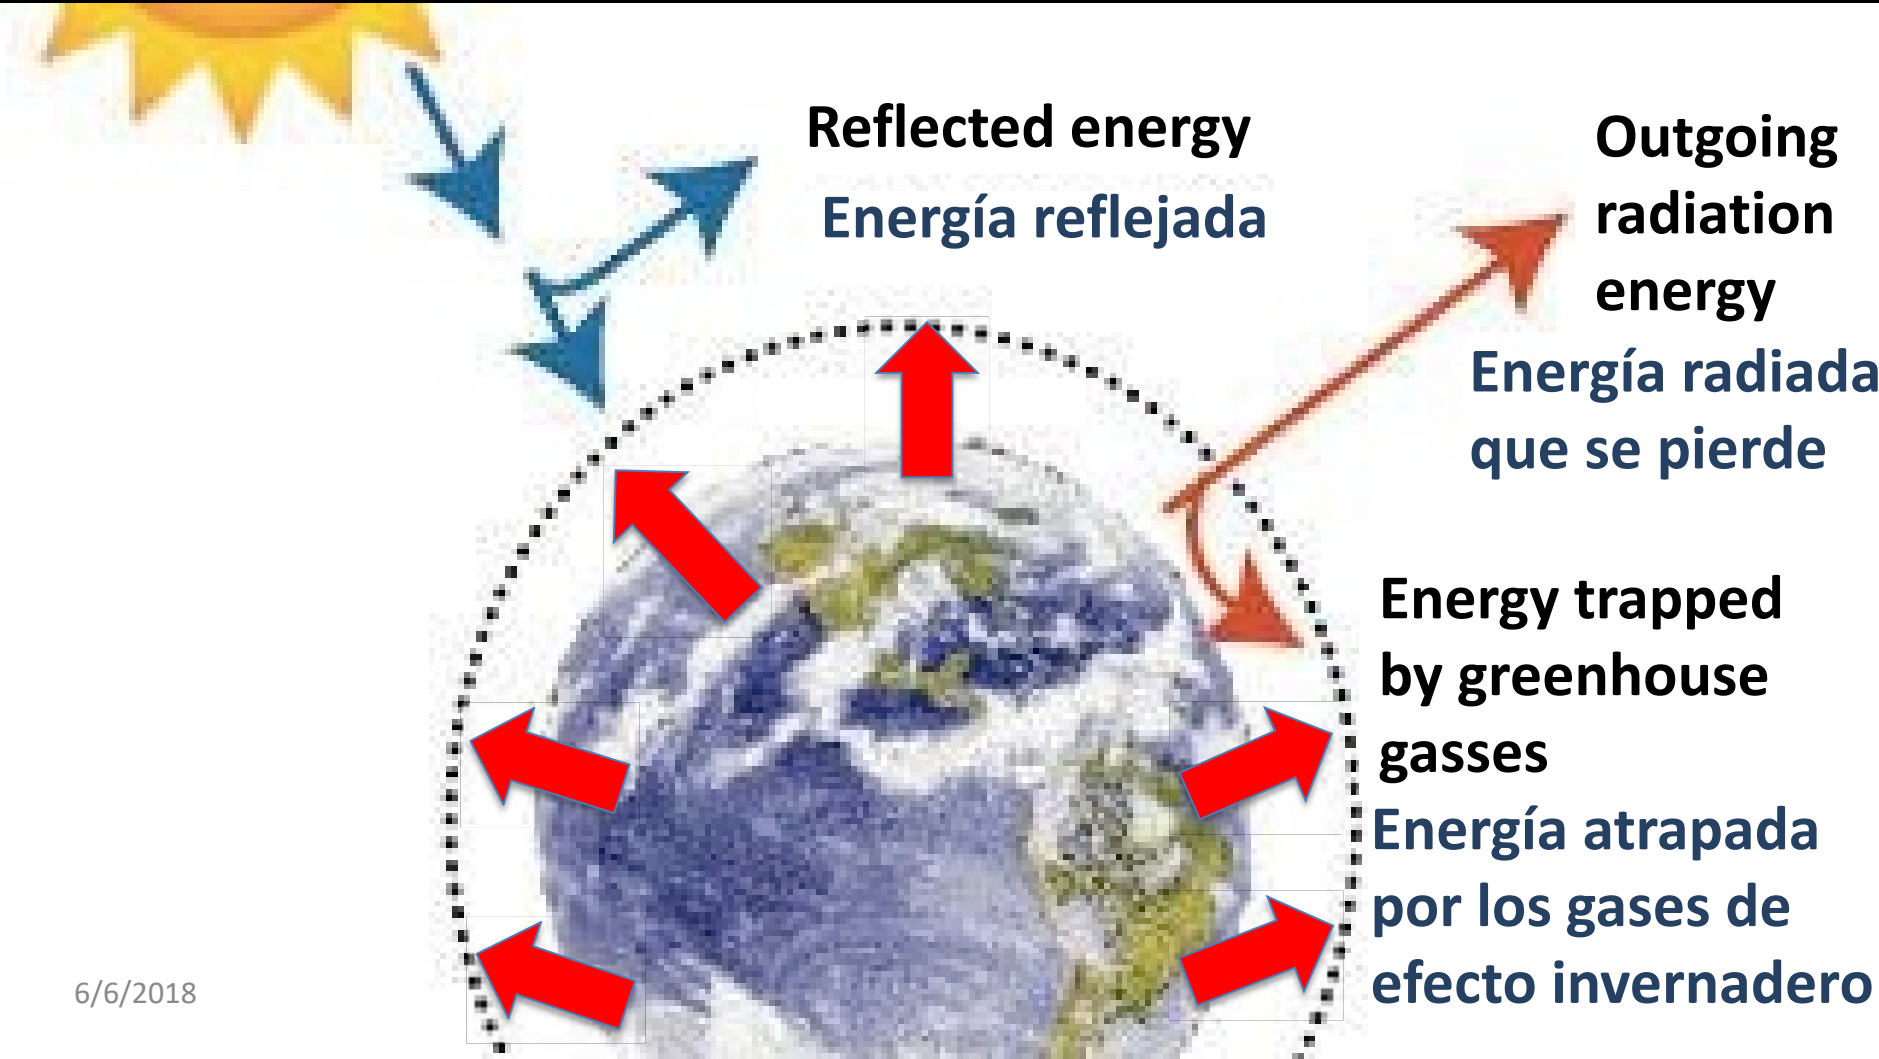 Reflected energy
Energía reflejada
Outgoing
radiation
energy
Energía radiada
que se pierde
Energy trapped
by greenhouse
gasses
Energía atrapada
por los gases de
efecto invernadero
6/6/2018